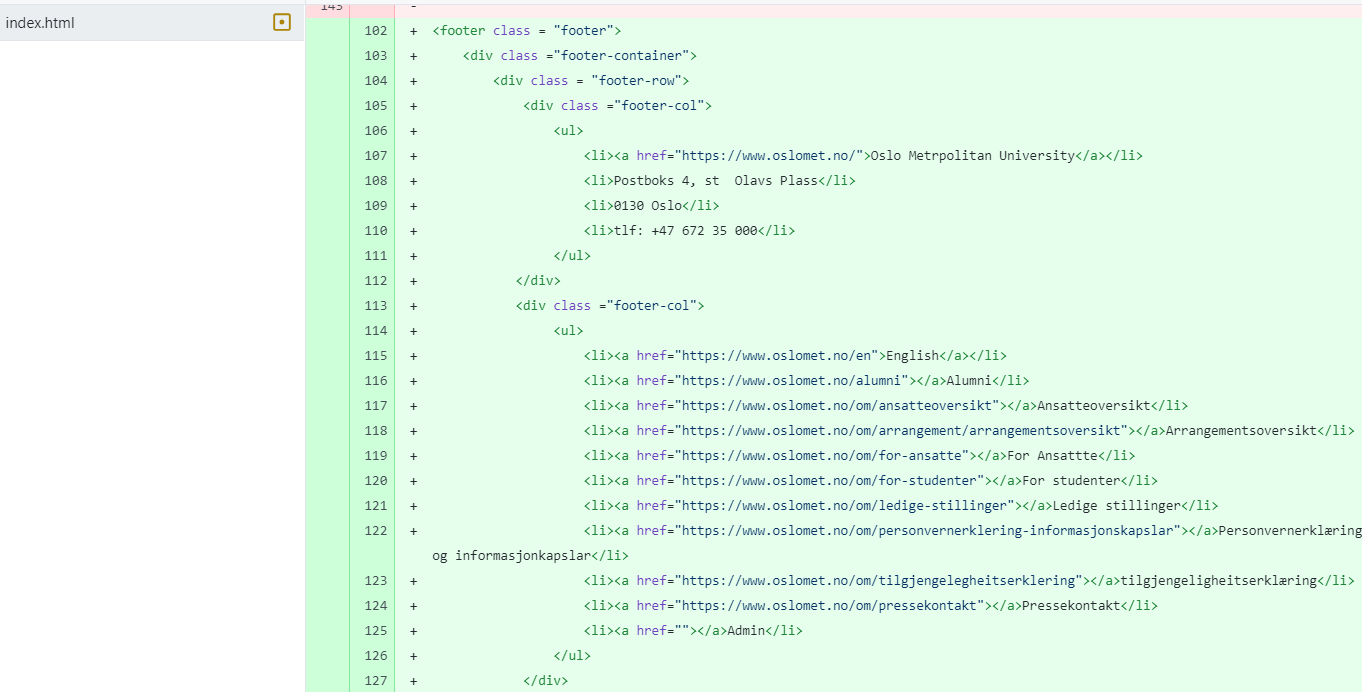 index.html
143 -
102 + <footer class = "footer">
103 + <div class ="footer-container">
104 + <div class = "footer-row">
105 + <div class ="footer-col">
106 + <ul>
107 + <li><a href="https://www.oslomet.no/">Oslo Metrpolitan University</a></li>
108 + <li>Postboks 4, st  Olavs Plass</li>
109 + <li>0130 Oslo</li>
110 + <li>tlf: +47 672 35 000</li>
111 + </ul>
112 + </div>
113 + <div class ="footer-col">
114 + <ul>
115 + <li><a href="https://www.oslomet.no/en">English</a></li>
116 + <li><a href="https://www.oslomet.no/alumni"></a>Alumni</li>
117 + <li><a href="https://www.oslomet.no/om/ansatteoversikt"></a>Ansatteoversikt</li>
118 + <li><a href="https://www.oslomet.no/om/arrangement/arrangementsoversikt"></a>Arrangementsoversikt</li>
119 + <li><a href="https://www.oslomet.no/om/for-ansatte"></a>For Ansattte</li>
120 + <li><a href="https://www.oslomet.no/om/for-studenter"></a>For studenter</li>
121 + <li><a href="https://www.oslomet.no/om/ledige-stillinger"></a>Ledige stillinger</li>
122 + <li><a href="https://www.oslomet.no/om/personvernerklering-informasjonskapslar"></a>Personvernerklæring
og informasjonkapslar</li>
123 + <li><a href="https://www.oslomet.no/om/tilgjengelegheitserklering"></a>tilgjengeligheitserklæring</li>
124 + <li><a href="https://www.oslomet.no/om/pressekontakt"></a>Pressekontakt</li>
125 + <li><a href=""></a>Admin</li>
126 + </ul>
127 + </div>